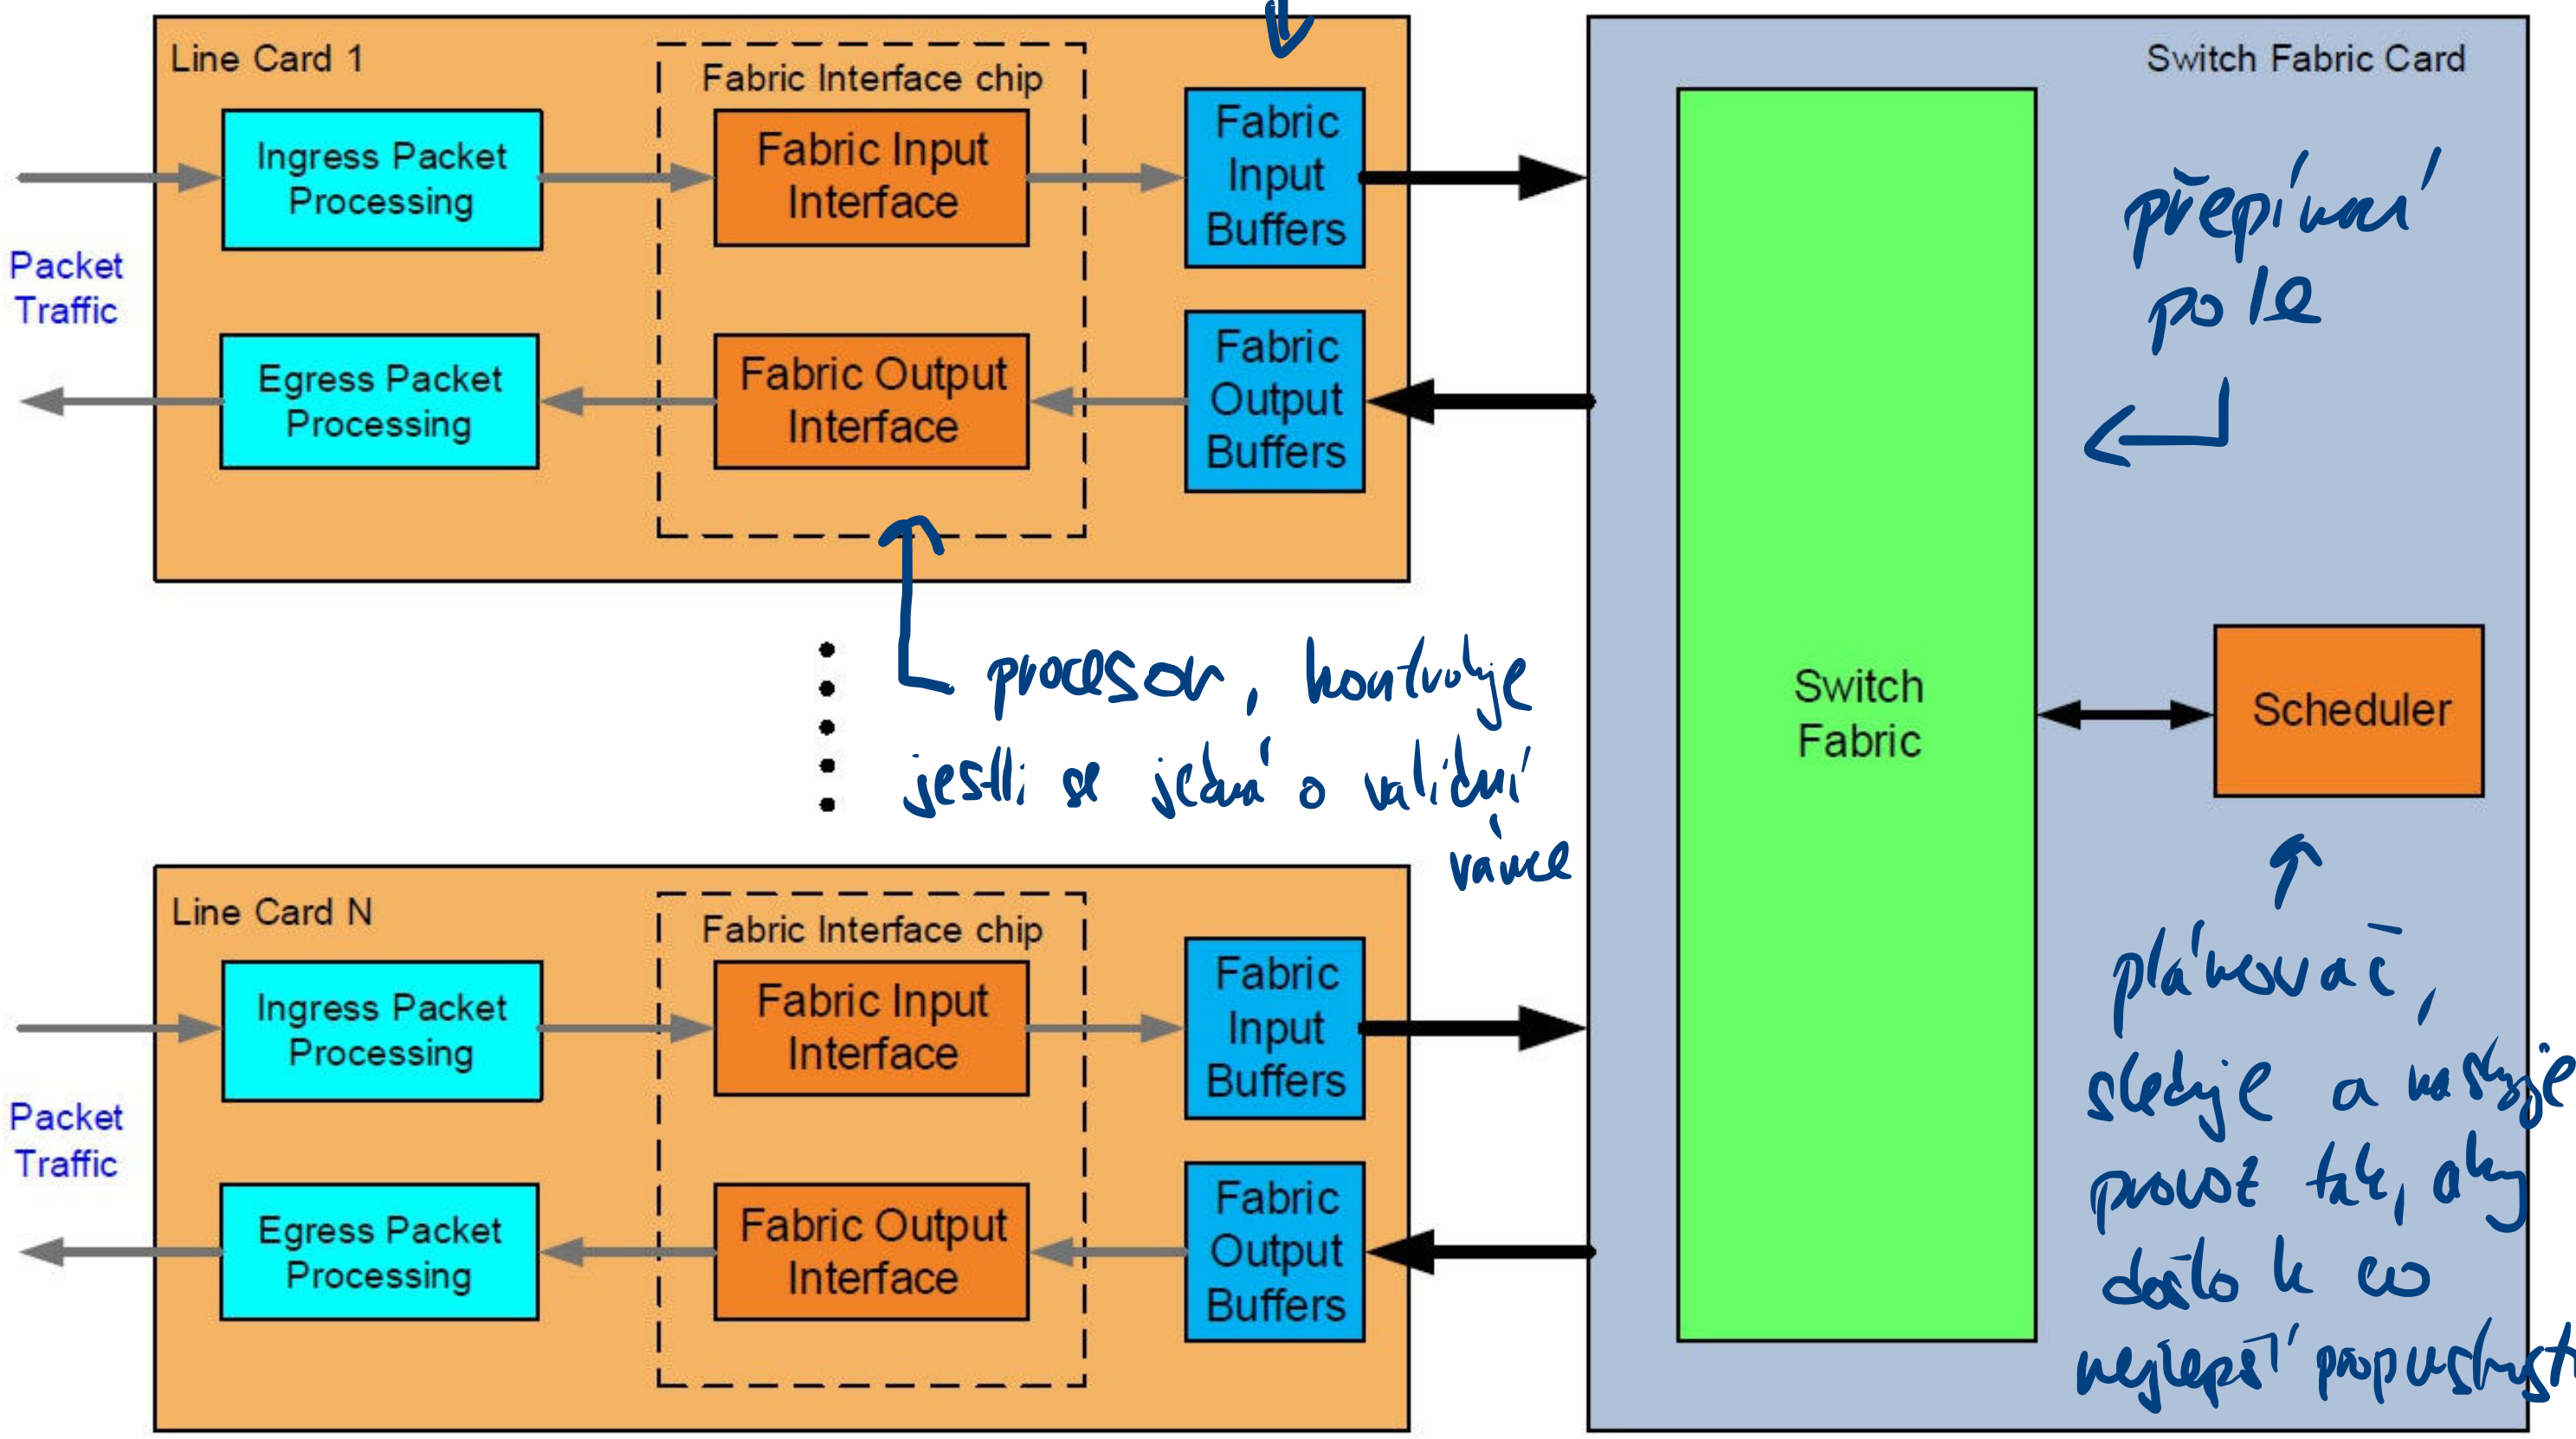 Line Card 1
Fabric Interface chip
Ingress Packet
Processing
Fabric Input
Interface
Fabric
Input
Buffers
Packet
Traffic
Egress Packet
Processing
Fabric Output
Interface
Fabric
Output
Buffers
procesor, kontroluje
jestli se jedná o validní
rámce
Line Card N
Fabric Interface chip
Ingress Packet
Processing
Fabric Input
Interface
Fabric
Input
Buffers
Packet
Traffic
Egress Packet
Processing
Fabric Output
Interface
Fabric
Output
Buffers
Switch Fabric Card
přepínací
pole
Switch
Fabric
Scheduler
plánovač,
sleduje a
provoz tak, aby
došlo k co
nejlepší